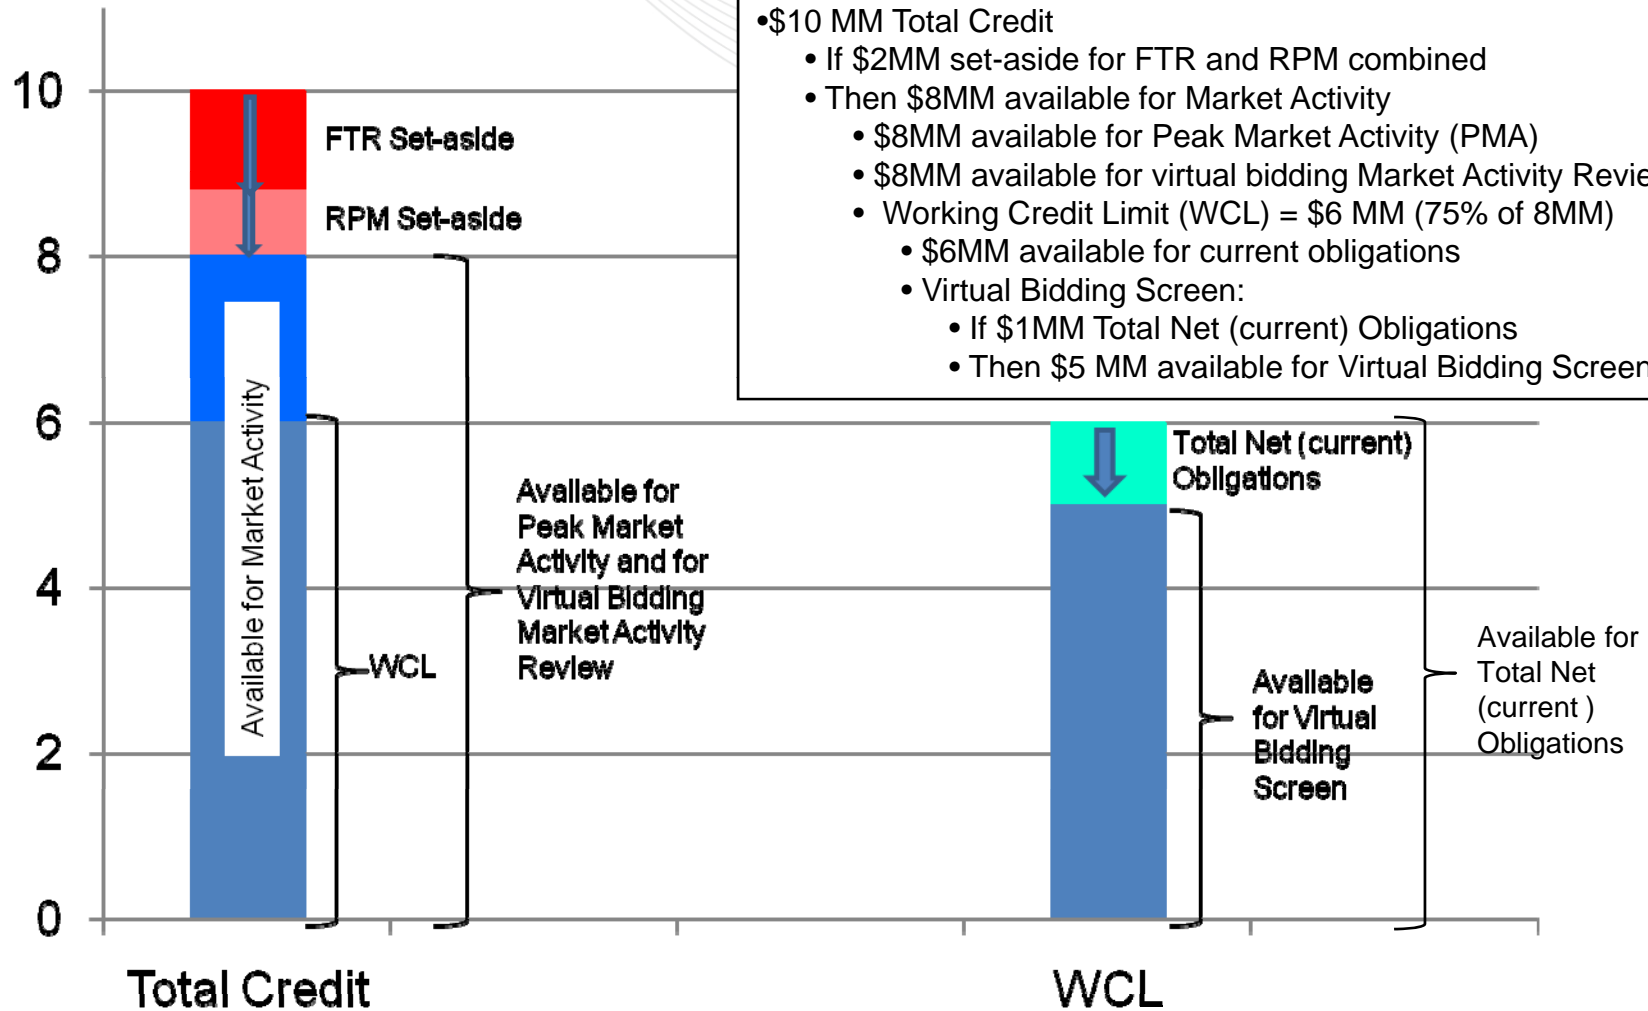 •$10 MM Total Credit
• If $2MM set-aside for FTR and RPM combined
• Then $8MM available for Market Activity
• $8MM available for Peak Market Activity (PMA)
• $8MM available for virtual bidding Market Activity Revie
• Working Credit Limit (WCL) = $6 MM (75% of 8MM)
• $6MM available for current obligations
• Virtual Bidding Screen:
• If $1MM Total Net (current) Obligations
• Then $5 MM available for Virtual Bidding Screen
10
8
6
4
2
0
FTR Set-aside
RPM Set-aside
Available for Market Activity
WCL
Available for
Peak Market
Activity and for
Virtual Bidding
Market Activity
Review
Total Net (current)
Obligations
Available
for Virtual
Bidding
Screen
Available for
Total Net
(current )
Obligations
Total Credit
WCL